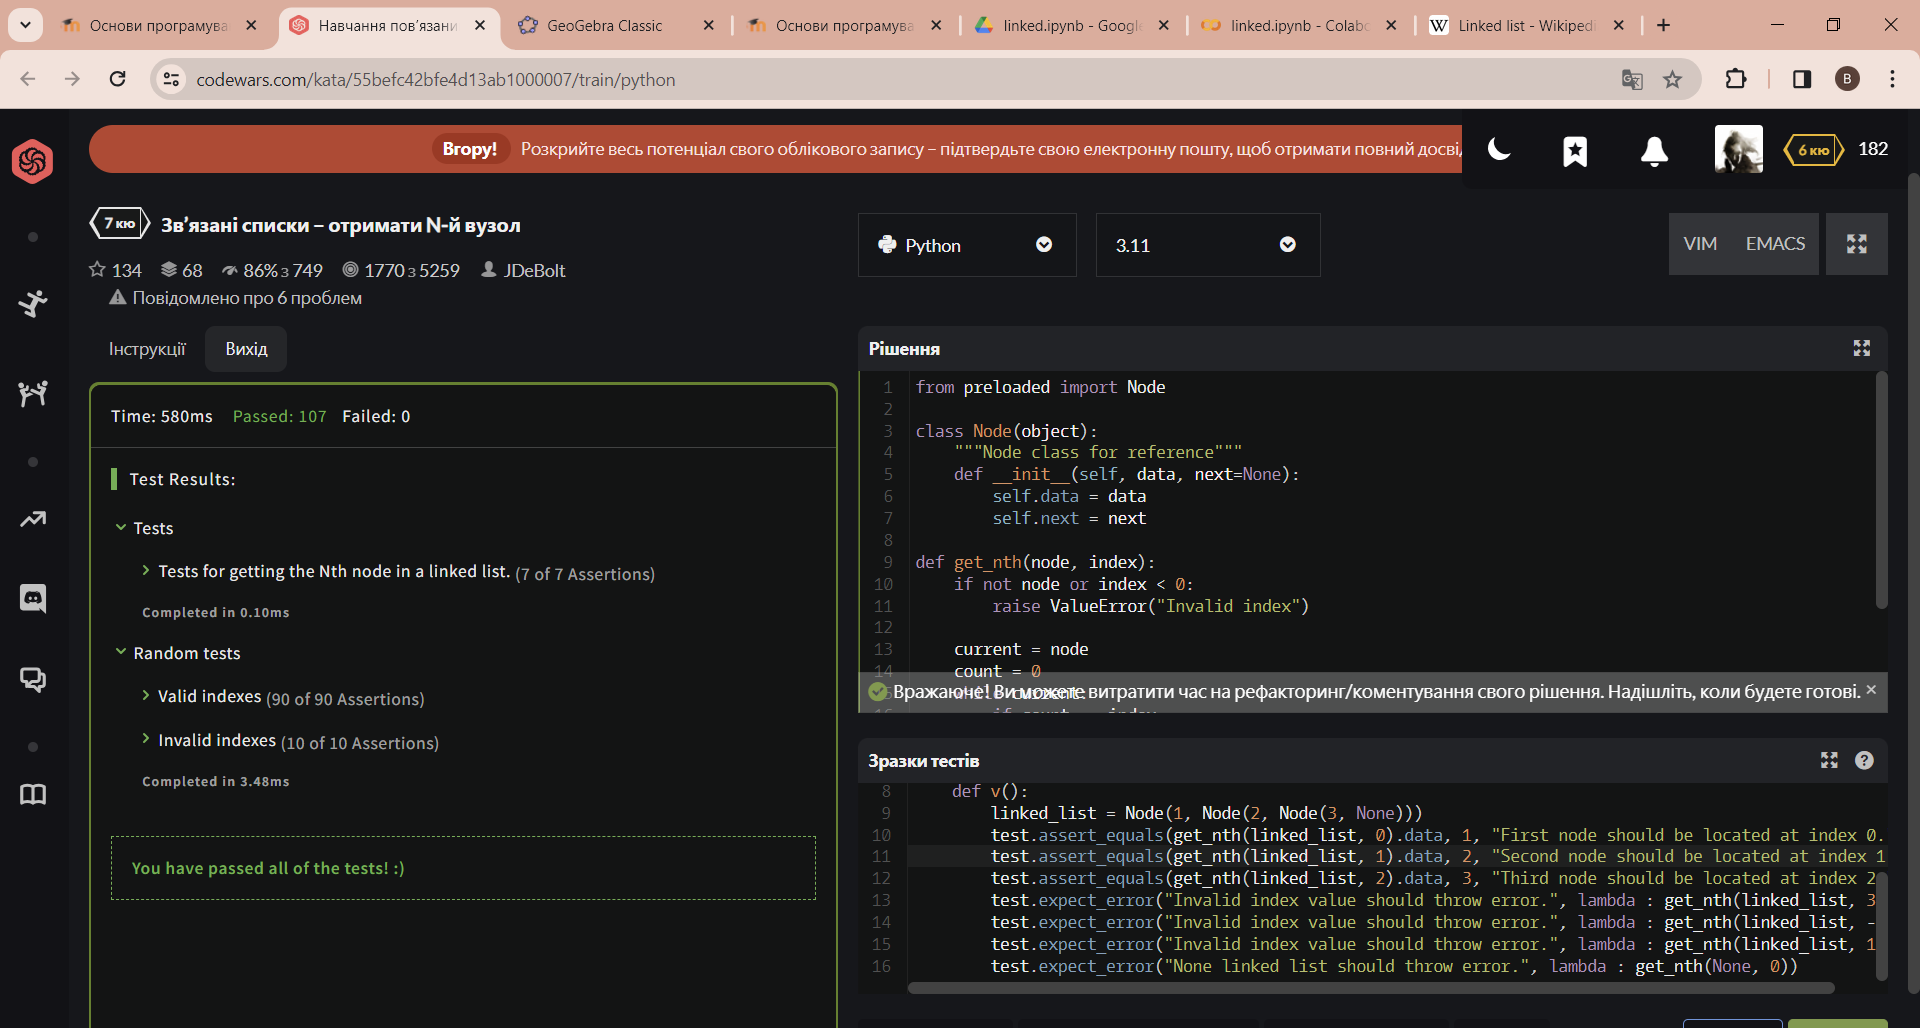 Основи програмува
Навчання пов’язани
GeoGebra Classic
Основи програмува
linked.ipynb - Google
linked.ipynb - Colabo
Linked list - Wikipedi
codewars.com/kata/55befc42bfe4d13ab1000007/train/python
B
Вгору! Розкрийте весь потенціал свого облікового запису – підтвердьте свою електронну пошту, щоб отримати повний досвід
6 кю 182
7 кю Зв’язані списки – отримати N-й вузол
134 68 86% з 749 1770 з 5259 JDeBolt
Повідомлено про 6 проблем
Python 3.11 VIM EMACS
Інструкції Вихід
Time: 580ms Passed: 107 Failed: 0
Test Results:
Tests
Tests for getting the Nth node in a linked list. (7 of 7 Assertions)
Completed in 0.10ms
Random tests
Valid indexes (90 of 90 Assertions)
Invalid indexes (10 of 10 Assertions)
Completed in 3.48ms
You have passed all of the tests! :)
Рішення
1 from preloaded import Node
2
3 class Node(object):
4 """Node class for reference"""
5 def __init__(self, data, next=None):
6 self.data = data
7 self.next = next
8
9 def get_nth(node, index):
10 if not node or index < 0:
11 raise ValueError("Invalid index")
12
13 current = node
14 count = 0
Вражаюче! Ви можете витратити час на рефакторинг/коментування свого рішення. Надішліть, коли будете готові.
Зразки тестів
8 def v():
9 linked_list = Node(1, Node(2, Node(3, None)))
10 test.assert_equals(get_nth(linked_list, 0).data, 1, "First node should be located at index 0.
11 test.assert_equals(get_nth(linked_list, 1).data, 2, "Second node should be located at index 1
12 test.assert_equals(get_nth(linked_list, 2).data, 3, "Third node should be located at index 2
13 test.expect_error("Invalid index value should throw error.", lambda : get_nth(linked_list, 3
14 test.expect_error("Invalid index value should throw error.", lambda : get_nth(linked_list, -
15 test.expect_error("Invalid index value should throw error.", lambda : get_nth(linked_list, 1
16 test.expect_error("None linked list should throw error.", lambda : get_nth(None, 0))